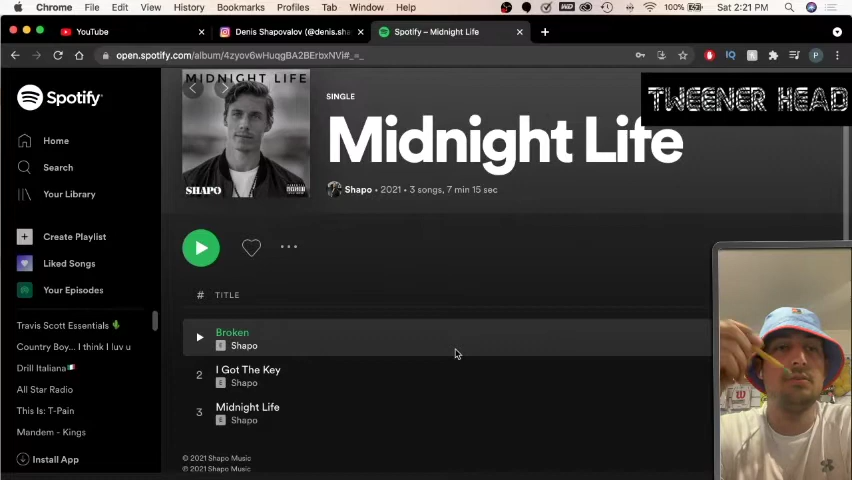 Chrome File Edit View History Bookmarks Profiles Tab Window Help 100% Sat 2:21 PM
YouTube Denis Shapovalov (@denis.sha Spotify – Midnight Life
open.spotify.com/album/4zyov6wHuqgBA2BErbxNVi#_=_
Spotify
Home
Search
Your Library
Create Playlist
Liked Songs
Your Episodes
Travis Scott Essentials
Country Boy... I think I luv u
Drill Italiana
All Star Radio
This Is: T-Pain
Mandem - Kings
Install App
MIDNIGHT LIFE
SHAPO
SINGLE
Midnight Life
Shapo • 2021 • 3 songs, 7 min 15 sec
TWEENER HEAD
# TITLE
Broken
E Shapo
2 I Got The Key
E Shapo
3 Midnight Life
E Shapo
© 2021 Shapo Music
℗ 2021 Shapo Music